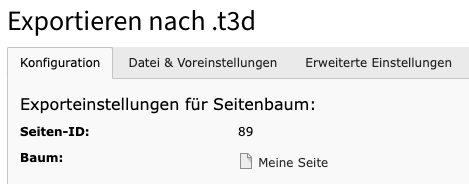 Exportieren nach .t3d
Konfiguration Datei & Voreinstellungen Erweiterte Einstellungen
Exporteinstellungen für Seitenbaum:
Seiten-ID: 89
Baum: Meine Seite